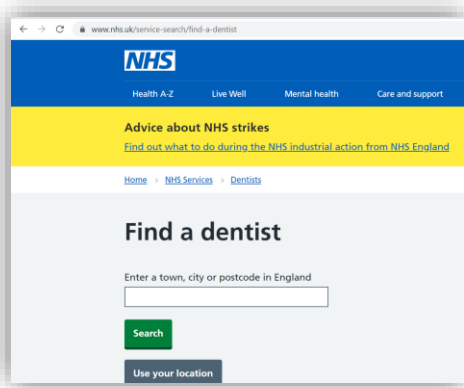 www.nhs.uk/service-search/find-a-dentist
NHS
Health A-Z Live Well Mental health Care and support
Advice about NHS strikes
Find out what to do during the NHS industrial action from NHS England
Home > NHS Services > Dentists
Find a dentist
Enter a town, city or postcode in England
Search
Use your location